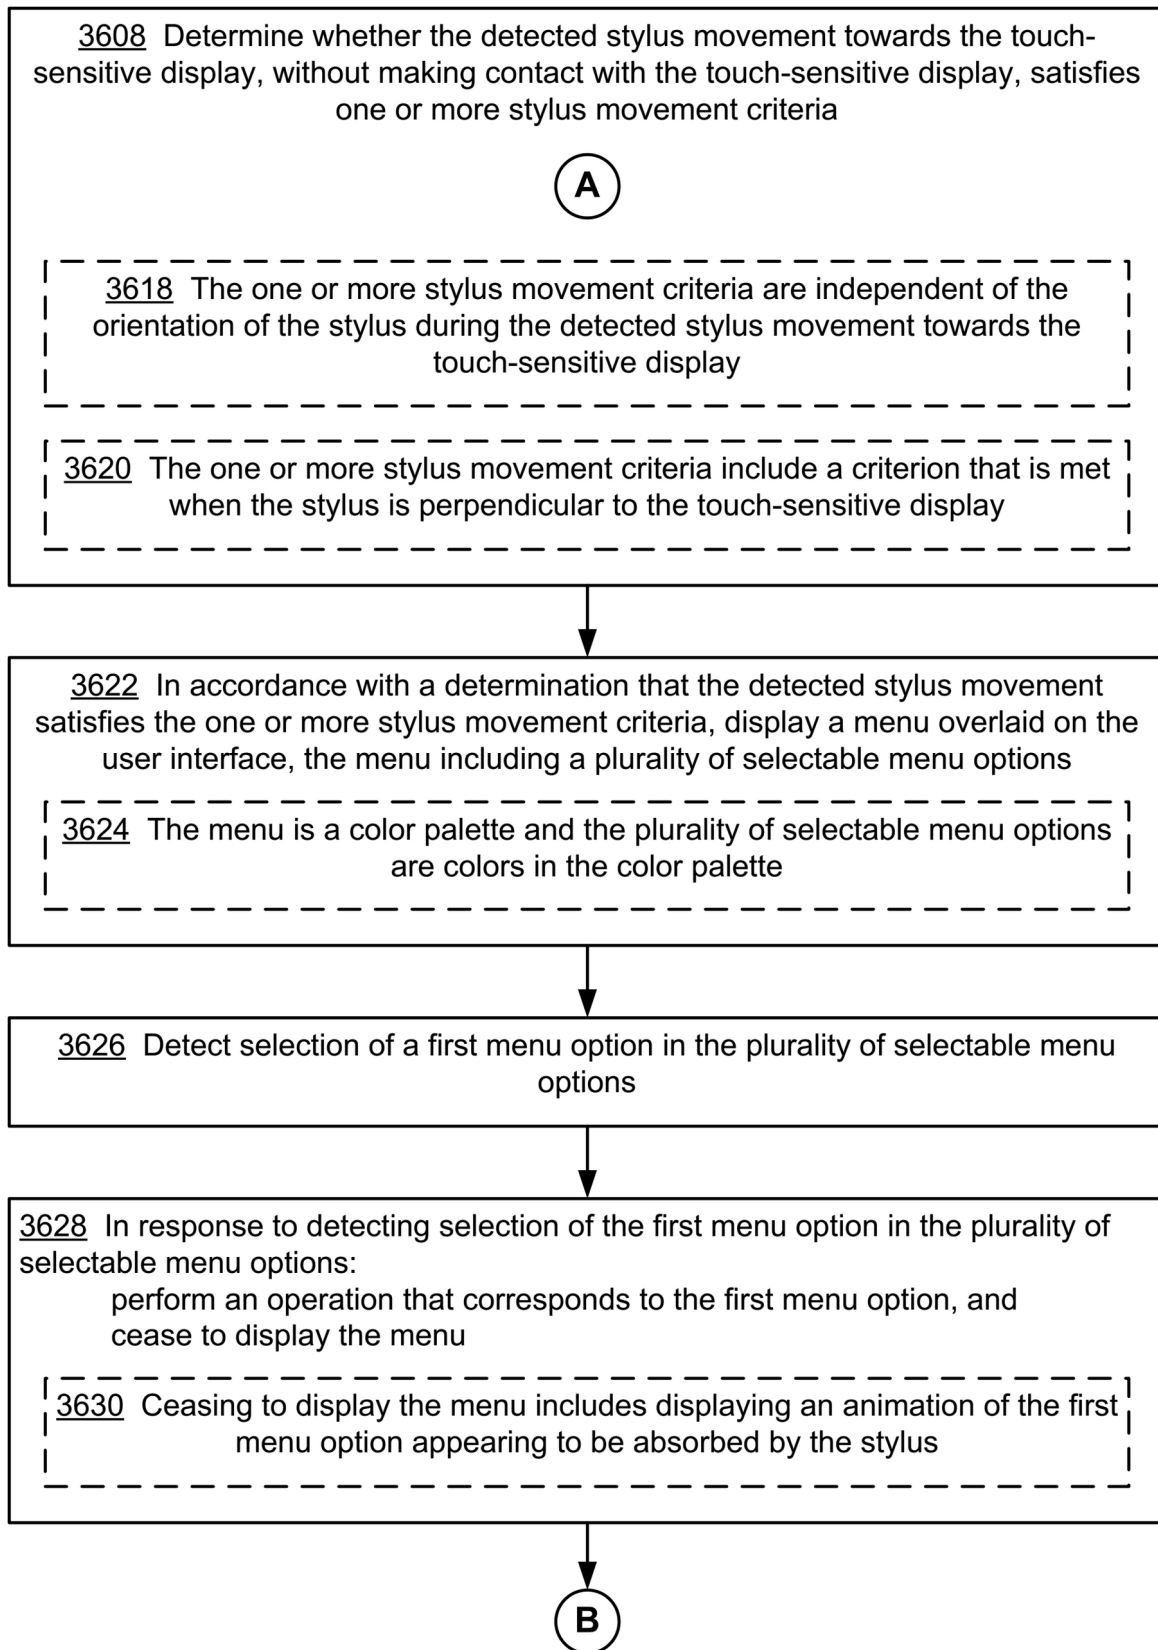 3608 Determine whether the detected stylus movement towards the touch-
sensitive display, without making contact with the touch-sensitive display, satisfies
one or more stylus movement criteria
A
3618 The one or more stylus movement criteria are independent of the
orientation of the stylus during the detected stylus movement towards the
touch-sensitive display
3620 The one or more stylus movement criteria include a criterion that is met
when the stylus is perpendicular to the touch-sensitive display
3622 In accordance with a determination that the detected stylus movement
satisfies the one or more stylus movement criteria, display a menu overlaid on the
user interface, the menu including a plurality of selectable menu options
3624 The menu is a color palette and the plurality of selectable menu options
are colors in the color palette
3626 Detect selection of a first menu option in the plurality of selectable menu
options
3628 In response to detecting selection of the first menu option in the plurality of
selectable menu options:
perform an operation that corresponds to the first menu option, and
cease to display the menu
3630 Ceasing to display the menu includes displaying an animation of the first
menu option appearing to be absorbed by the stylus
B